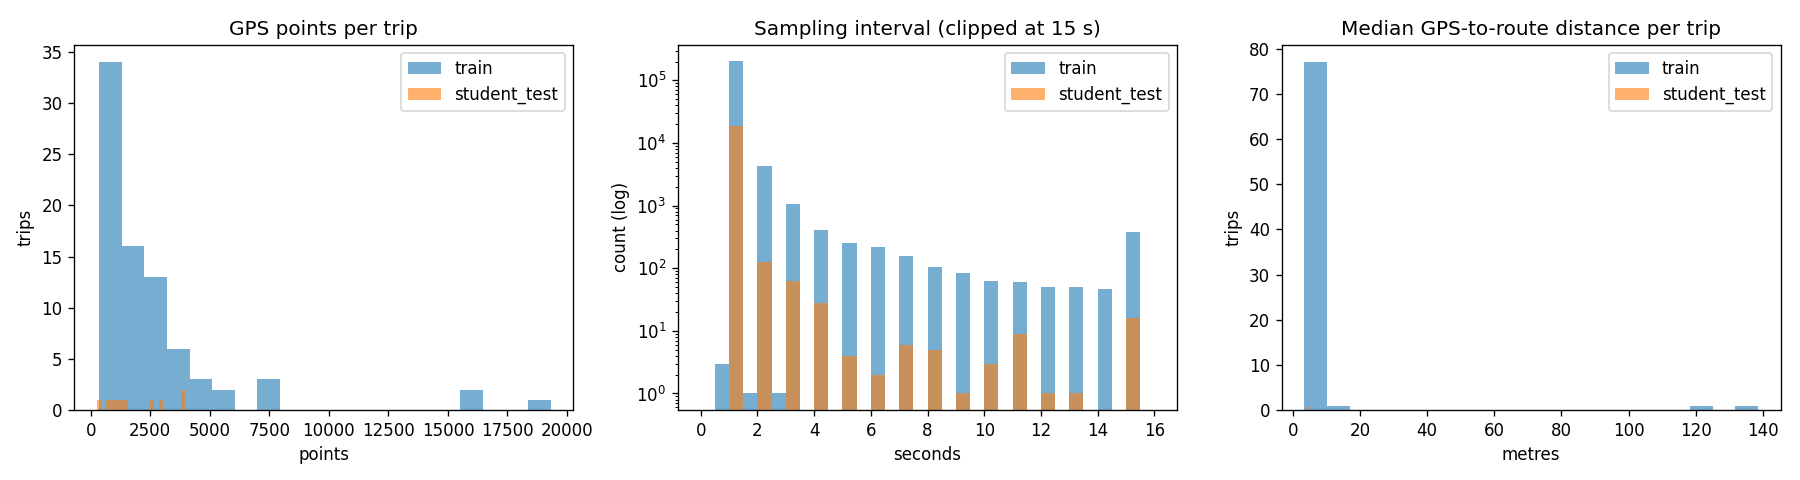 GPS points per trip
35
30
25
20
15
10
5
0
trips
train
student_test
0 2500 5000 7500 10000 12500 15000 17500 20000
points
Sampling interval (clipped at 15 s)
10^5
10^4
10^3
10^2
10^1
10^0
count (log)
train
student_test
0 2 4 6 8 10 12 14 16
seconds
Median GPS-to-route distance per trip
80
70
60
50
40
30
20
10
0
trips
train
student_test
0 20 40 60 80 100 120 140
metres